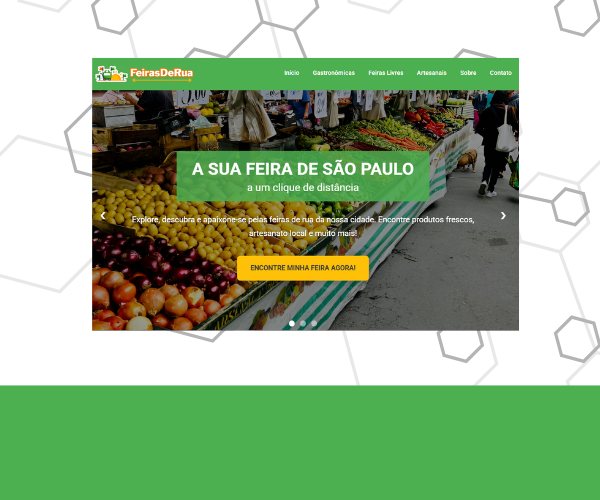 FeirasDeRua
Início Gastronômicas Feiras Livres Artesanais Sobre Contato
A SUA FEIRA DE SÃO PAULO
a um clique de distância
Explore, descubra e apaixone-se pelas feiras de rua da nossa cidade. Encontre produtos frescos,
artesanato local e muito mais!
ENCONTRE MINHA FEIRA AGORA!